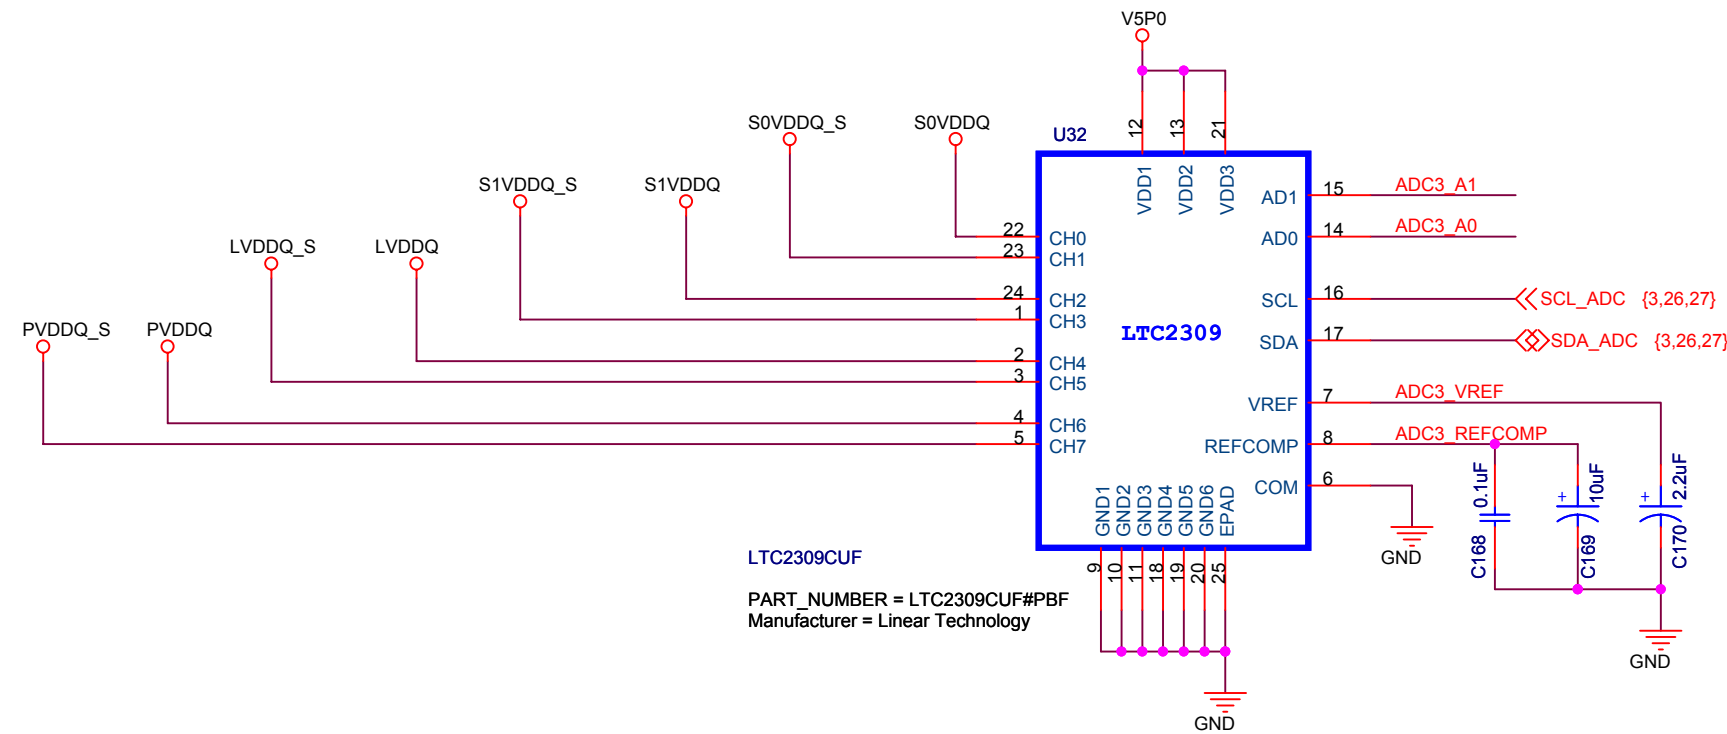 V5P0
S0VDDQ_S
S0VDDQ
U32
12
13
21
VDD1
VDD2
VDD3
S1VDDQ_S
S1VDDQ
AD1
15
ADC3_A1
LVDDQ_S
LVDDQ
22
CH0
AD0
14
ADC3_A0
23
CH1
24
CH2
SCL
16
SCL_ADC {3,26,27}
1
CH3
PVDDQ_S
PVDDQ
LTC2309
SDA
17
SDA_ADC {3,26,27}
2
CH4
3
CH5
VREF
7
ADC3_VREF
4
CH6
5
CH7
REFCOMP
8
ADC3_REFCOMP
COM
6
GND
GND1
GND2
GND3
GND4
GND5
GND6
EPAD
0.1uF
C168
+
10uF
C169
+
2.2uF
C170
GND
LTC2309CUF
9
10
11
18
19
20
25
PART_NUMBER = LTC2309CUF#PBF
Manufacturer = Linear Technology
GND